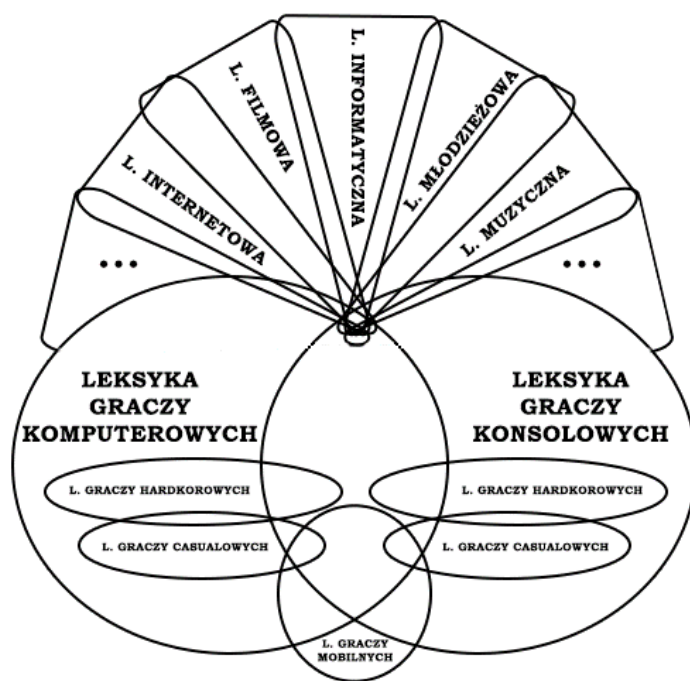 L. INFORMATYCZNA
L. FILMOWA
L. MŁODZIEŻOWA
L. INTERNETOWA
L. MUZYCZNA
...
...
LEKSYKA
GRACZY
KOMPUTEROWYCH
LEKSYKA
GRACZY
KONSOLOWYCH
L. GRACZY HARDKOROWYCH
L. GRACZY HARDKOROWYCH
L. GRACZY CASUALOWYCH
L. GRACZY CASUALOWYCH
L. GRACZY
MOBILNYCH